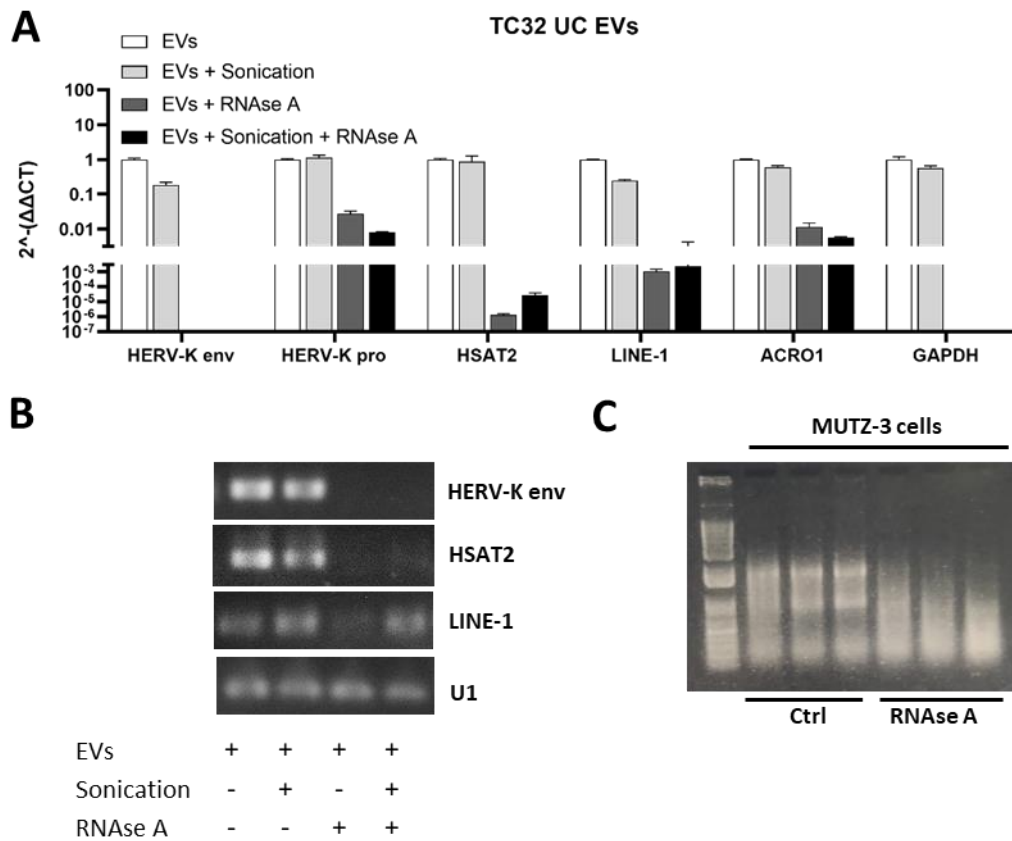 A
TC32 UC EVs
EVs
EVs + Sonication
EVs + RNAse A
EVs + Sonication + RNAse A
2^-(ΔΔCT)
100
10
1
0.1
0.01
10⁻³
10⁻⁴
10⁻⁵
10⁻⁶
10⁻⁷
HERV-K env
HERV-K pro
HSAT2
LINE-1
ACRO1
GAPDH
B
HERV-K env
HSAT2
LINE-1
U1
EVs + + + +
Sonication - + - +
RNAse A - - + +
C
MUTZ-3 cells
Ctrl
RNAse A